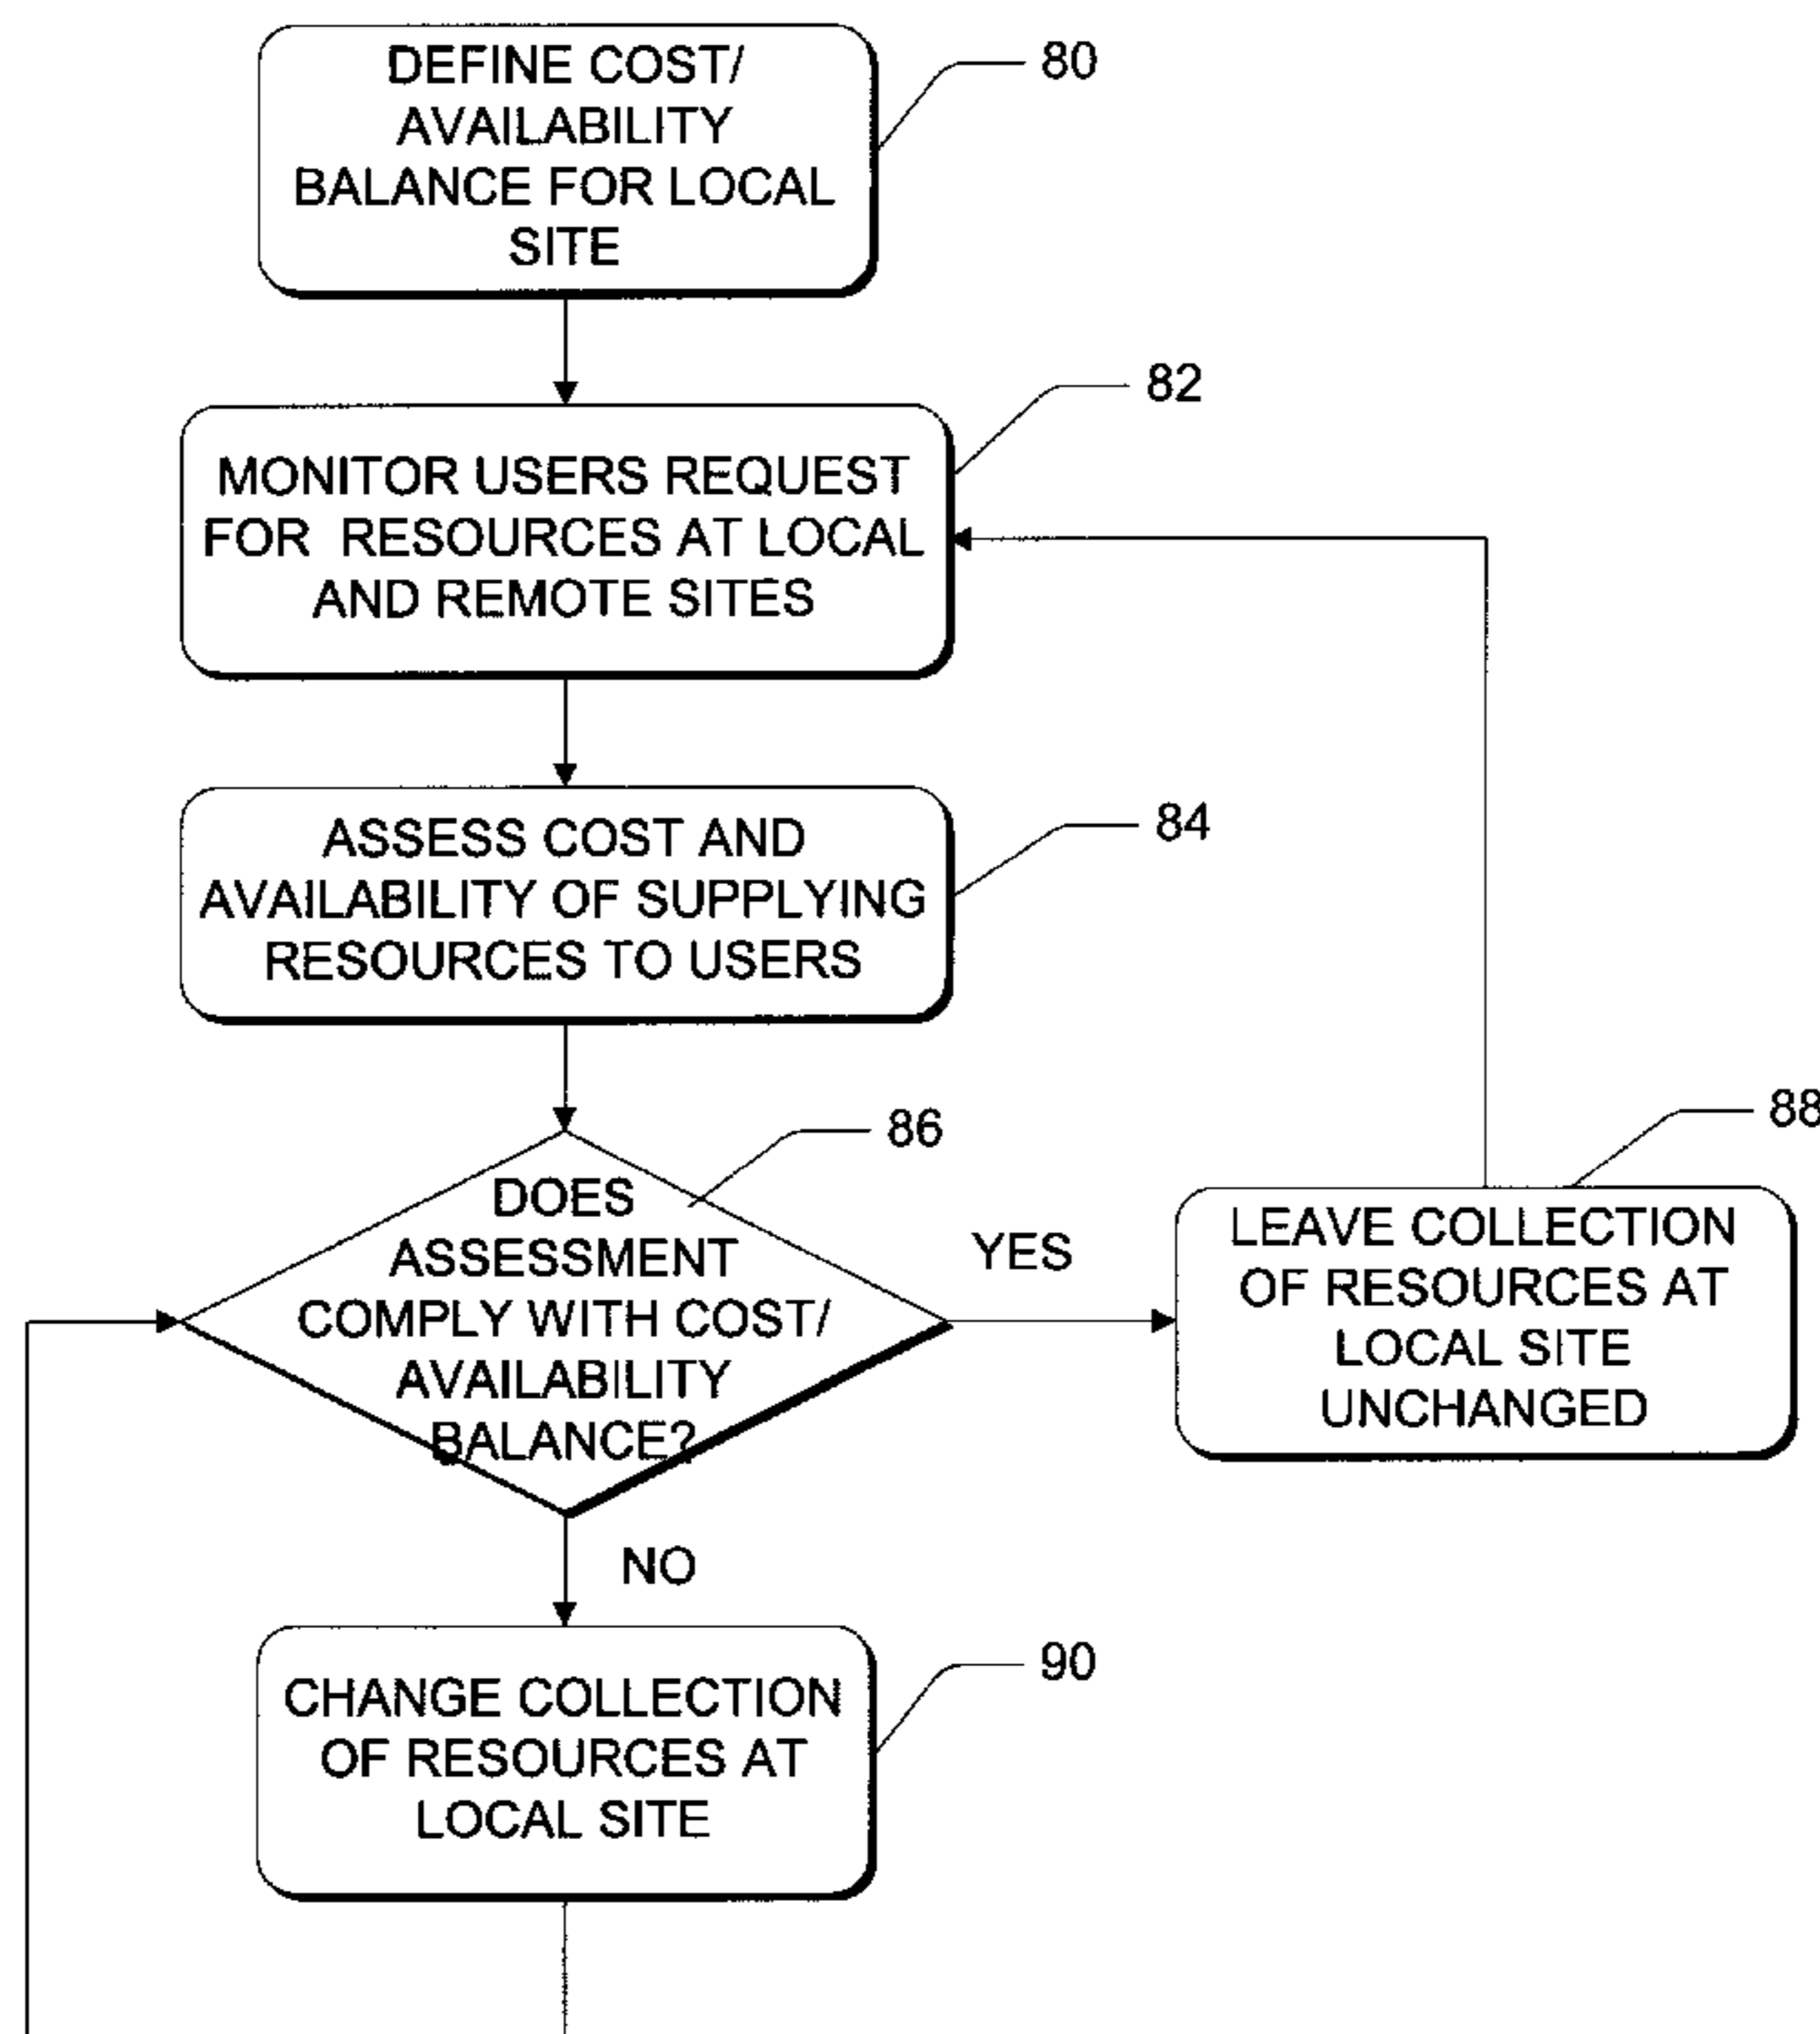 DEFINE COST/
AVAILABILITY
BALANCE FOR LOCAL
SITE
80
MONITOR USERS REQUEST
FOR RESOURCES AT LOCAL
AND REMOTE SITES
82
ASSESS COST AND
AVAILABILITY OF SUPPLYING
RESOURCES TO USERS
84
DOES
ASSESSMENT
COMPLY WITH COST/
AVAILABILITY
BALANCE?
86
YES
LEAVE COLLECTION
OF RESOURCES AT
LOCAL SITE
UNCHANGED
88
NO
CHANGE COLLECTION
OF RESOURCES AT
LOCAL SITE
90